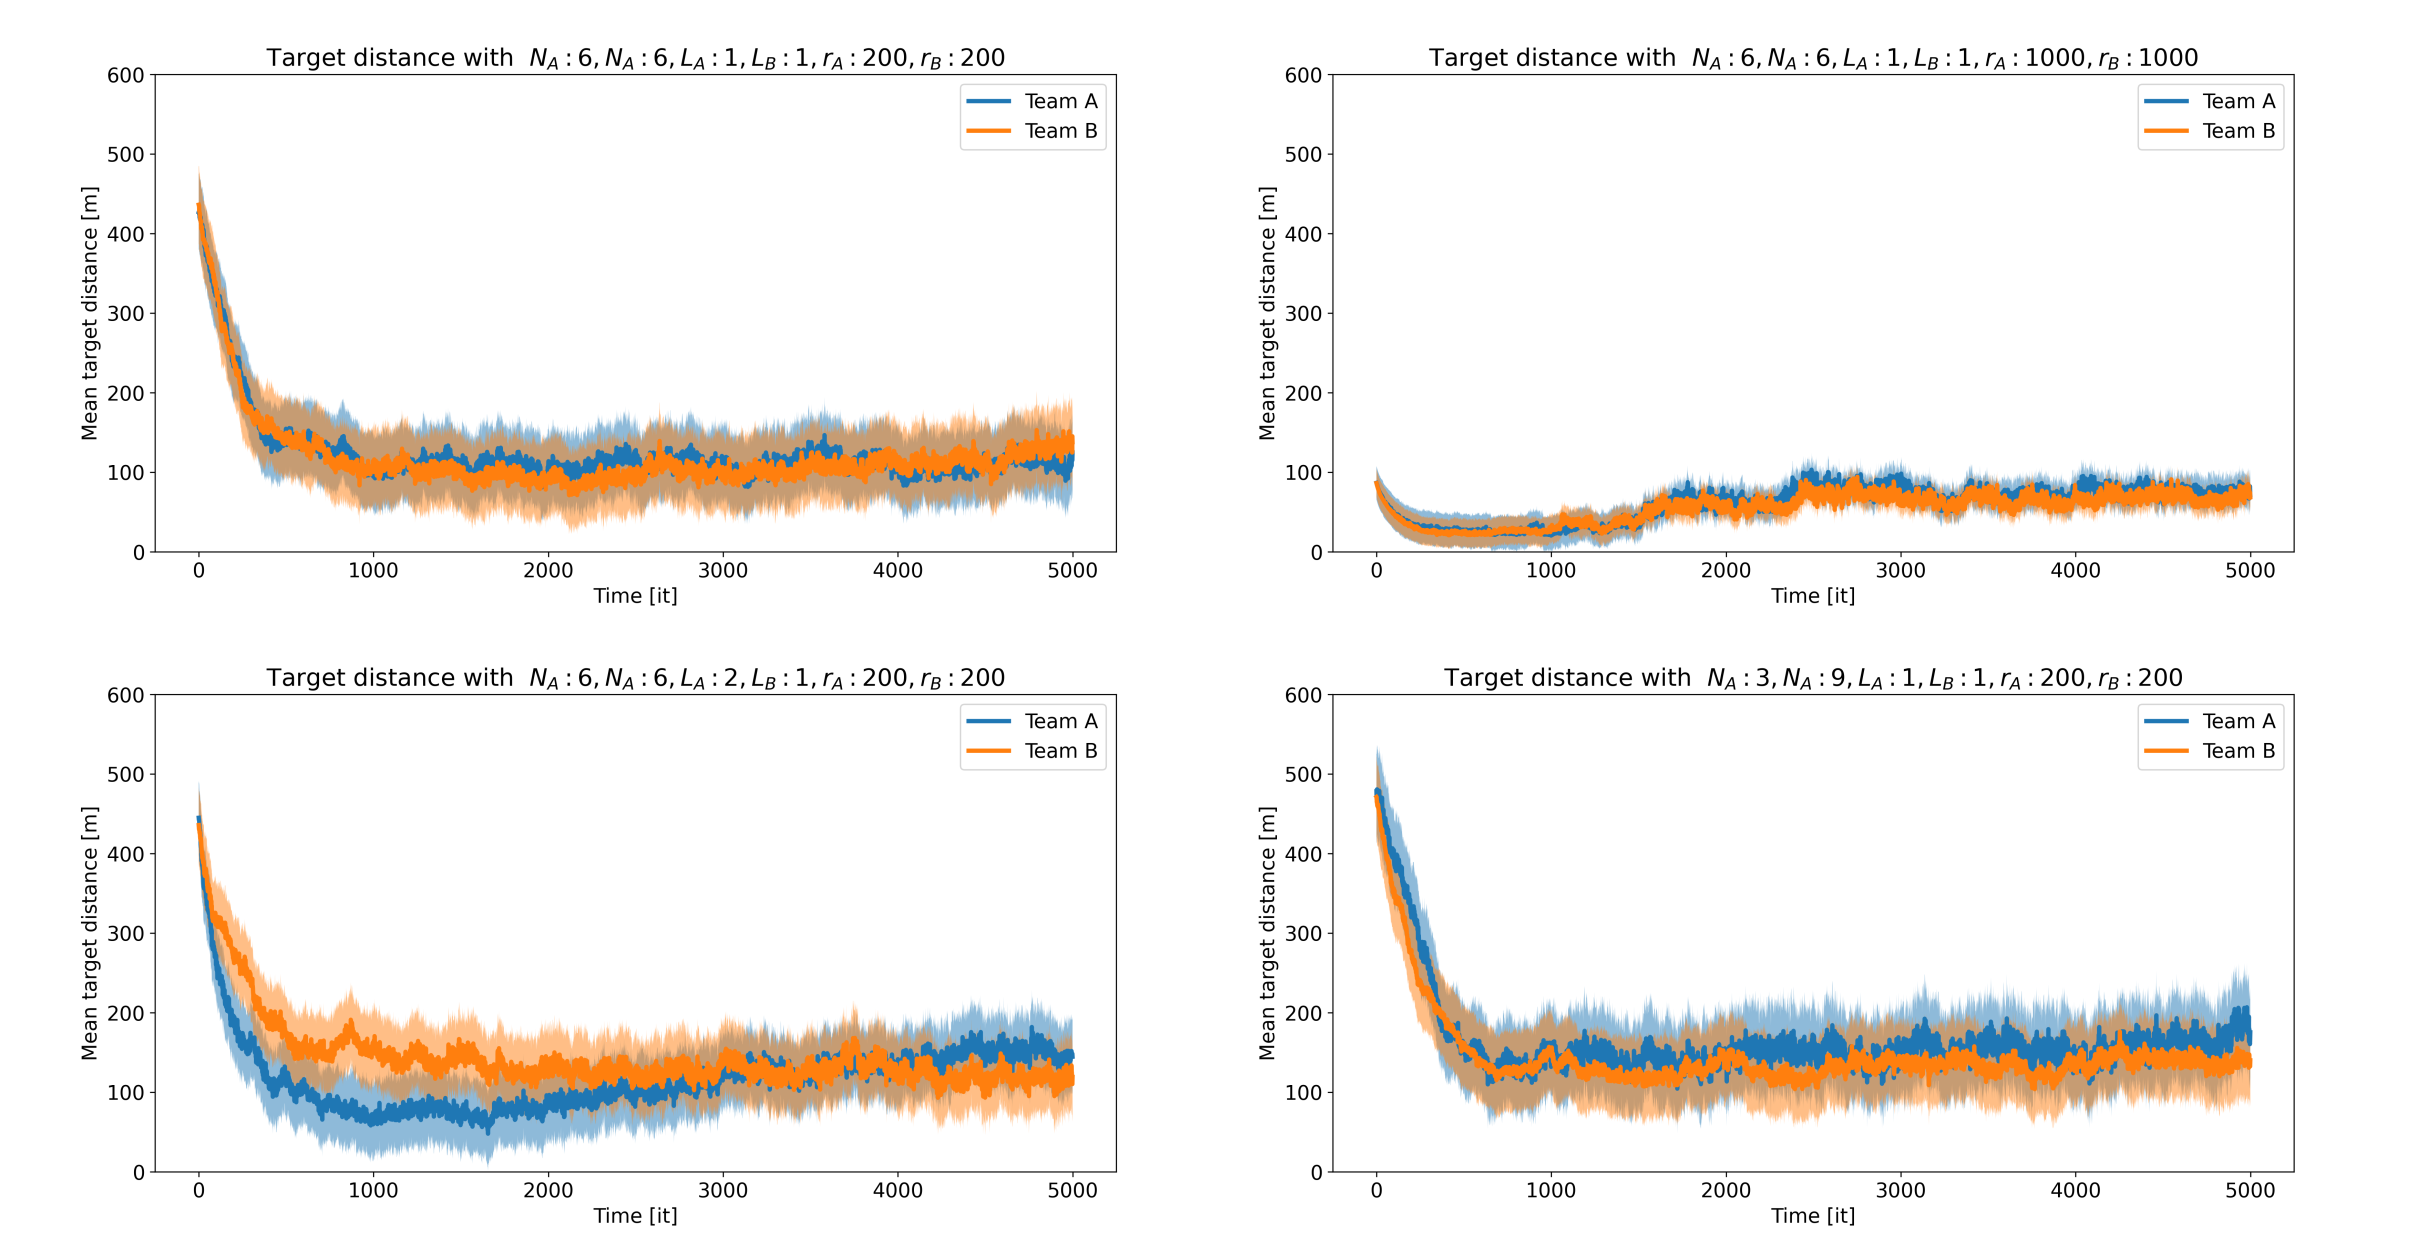 Target distance with N_A : 6, N_A : 6, L_A : 1, L_B : 1, r_A : 200, r_B : 200
600
500
400
300
200
100
0
Mean target distance [m]
Team A
Team B
0 1000 2000 3000 4000 5000
Time [it]
Target distance with N_A : 6, N_A : 6, L_A : 1, L_B : 1, r_A : 1000, r_B : 1000
600
500
400
300
200
100
0
Mean target distance [m]
Team A
Team B
0 1000 2000 3000 4000 5000
Time [it]
Target distance with N_A : 6, N_A : 6, L_A : 2, L_B : 1, r_A : 200, r_B : 200
600
500
400
300
200
100
0
Mean target distance [m]
Team A
Team B
0 1000 2000 3000 4000 5000
Time [it]
Target distance with N_A : 3, N_A : 9, L_A : 1, L_B : 1, r_A : 200, r_B : 200
600
500
400
300
200
100
0
Mean target distance [m]
Team A
Team B
0 1000 2000 3000 4000 5000
Time [it]